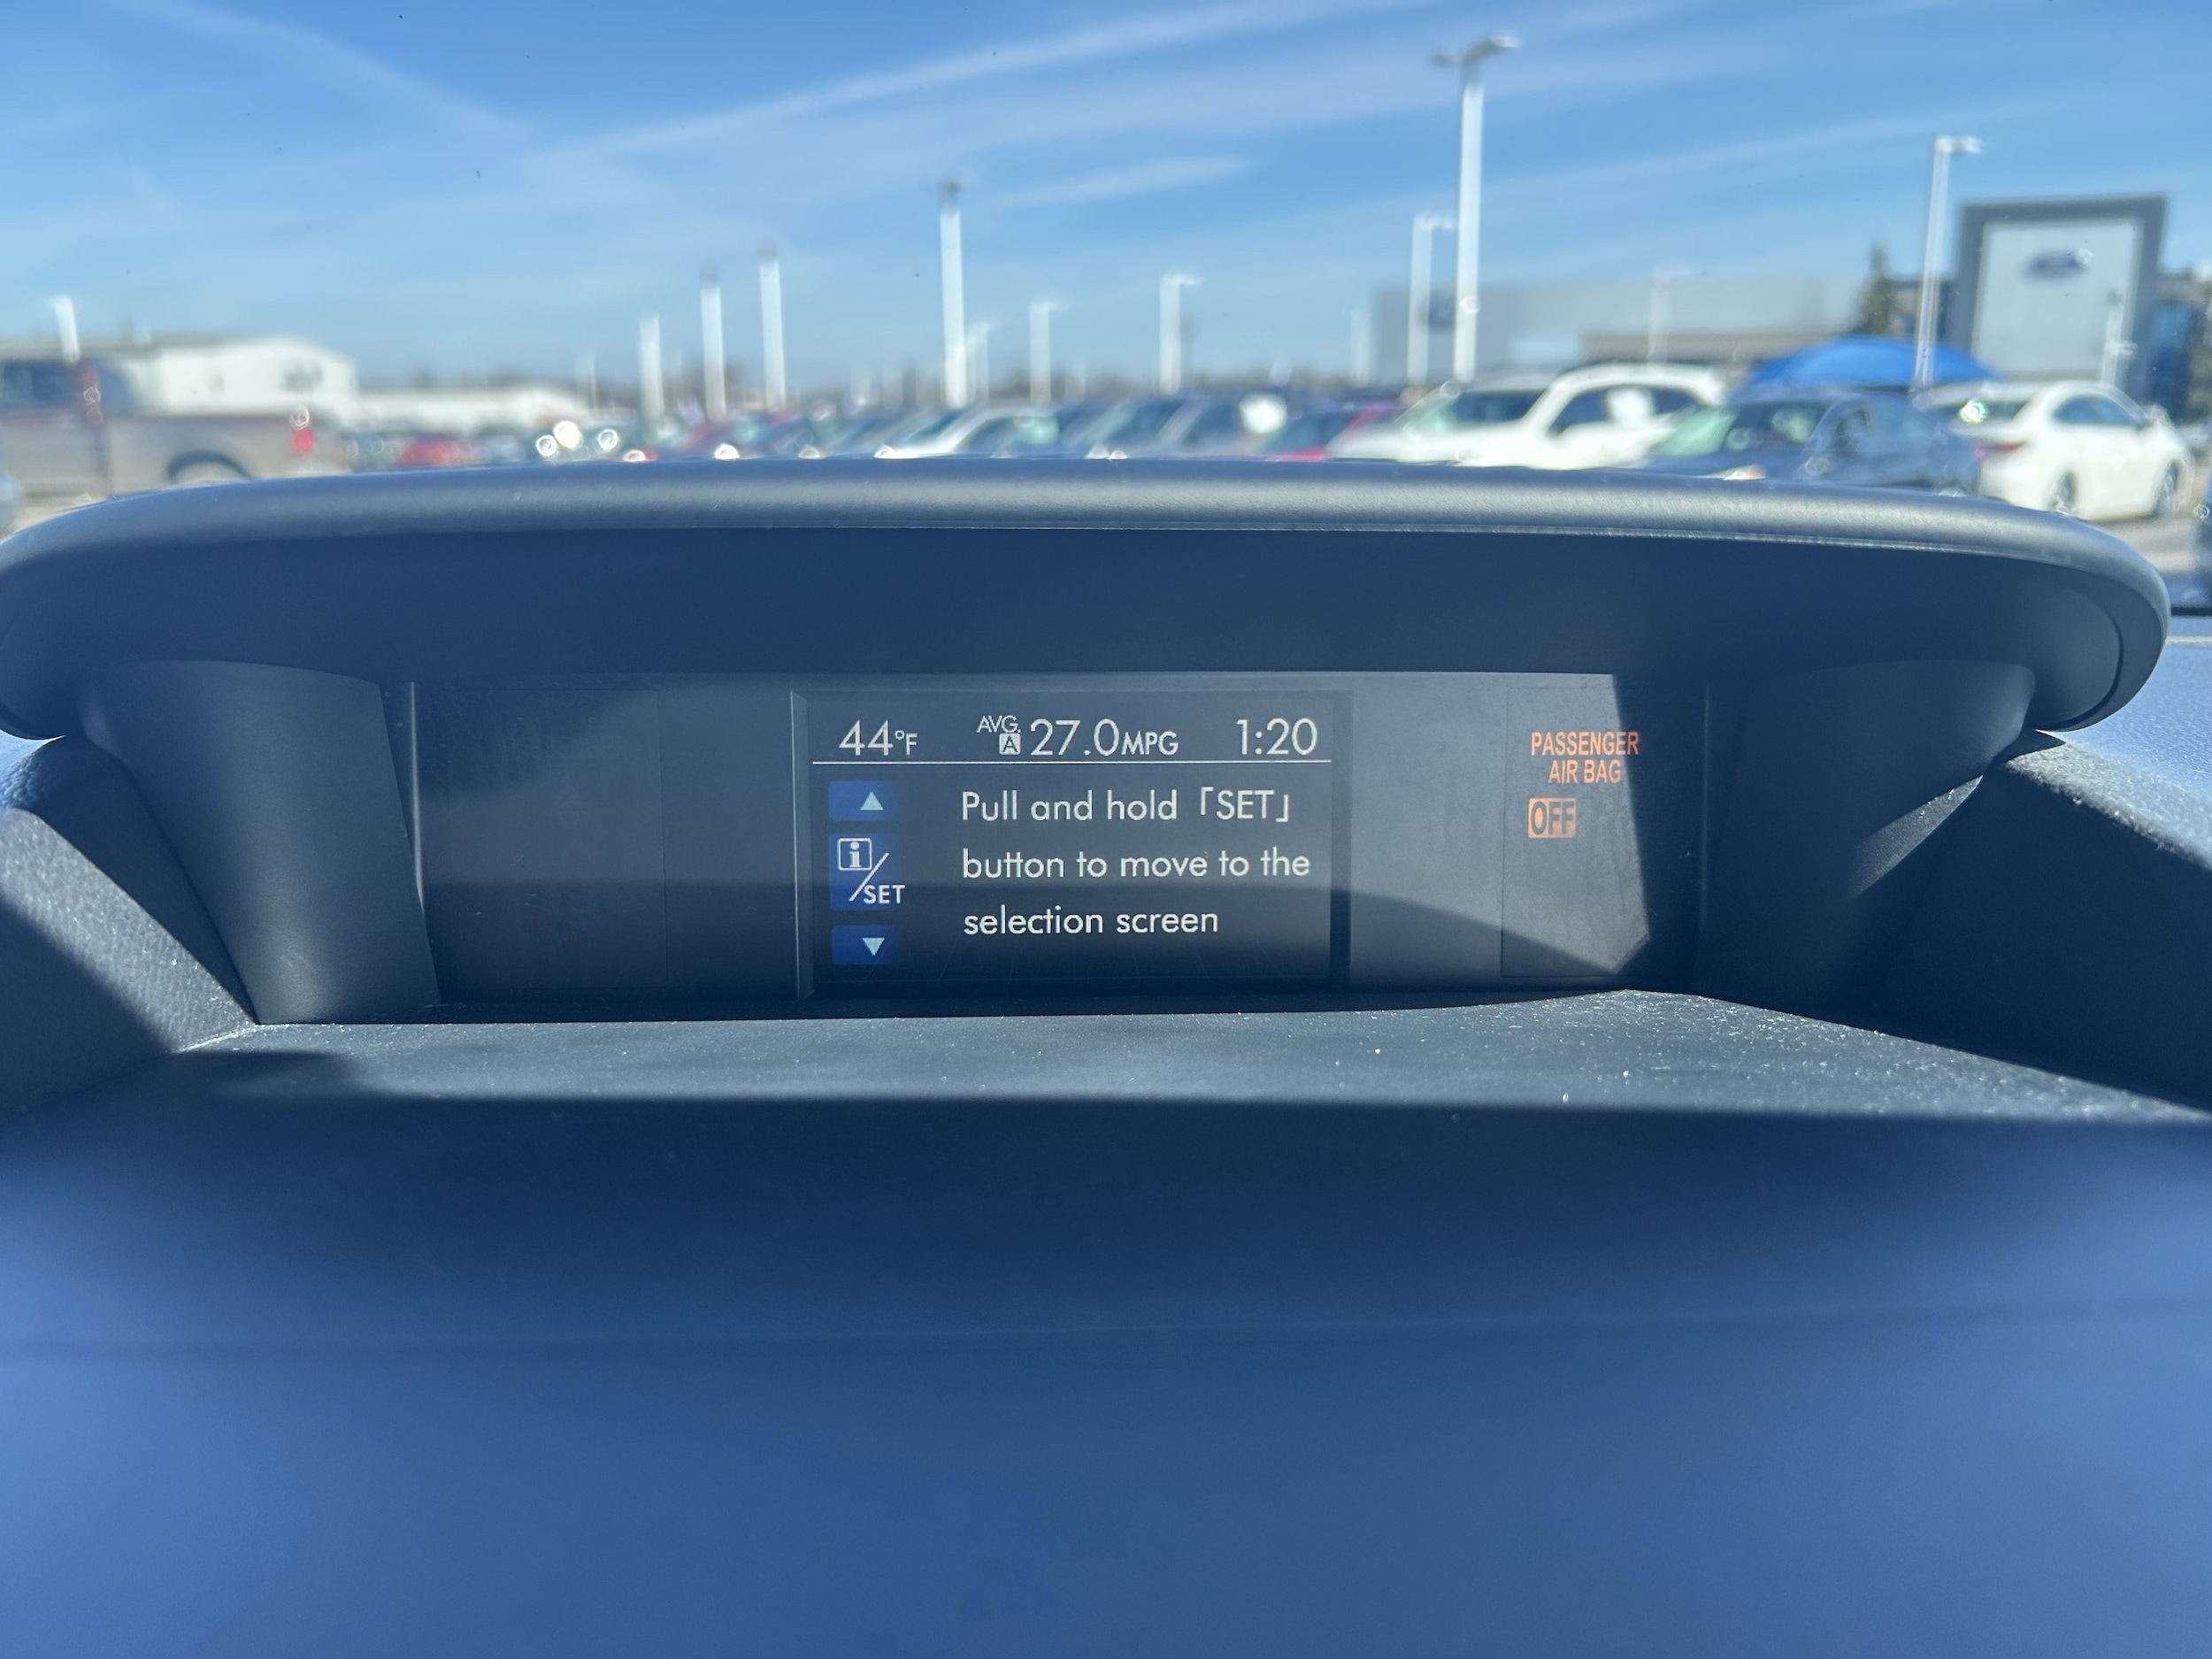 44°F AVG. A 27.0MPG 1:20
Pull and hold「SET」
button to move to the
selection screen
i/SET
PASSENGER
AIR BAG
OFF